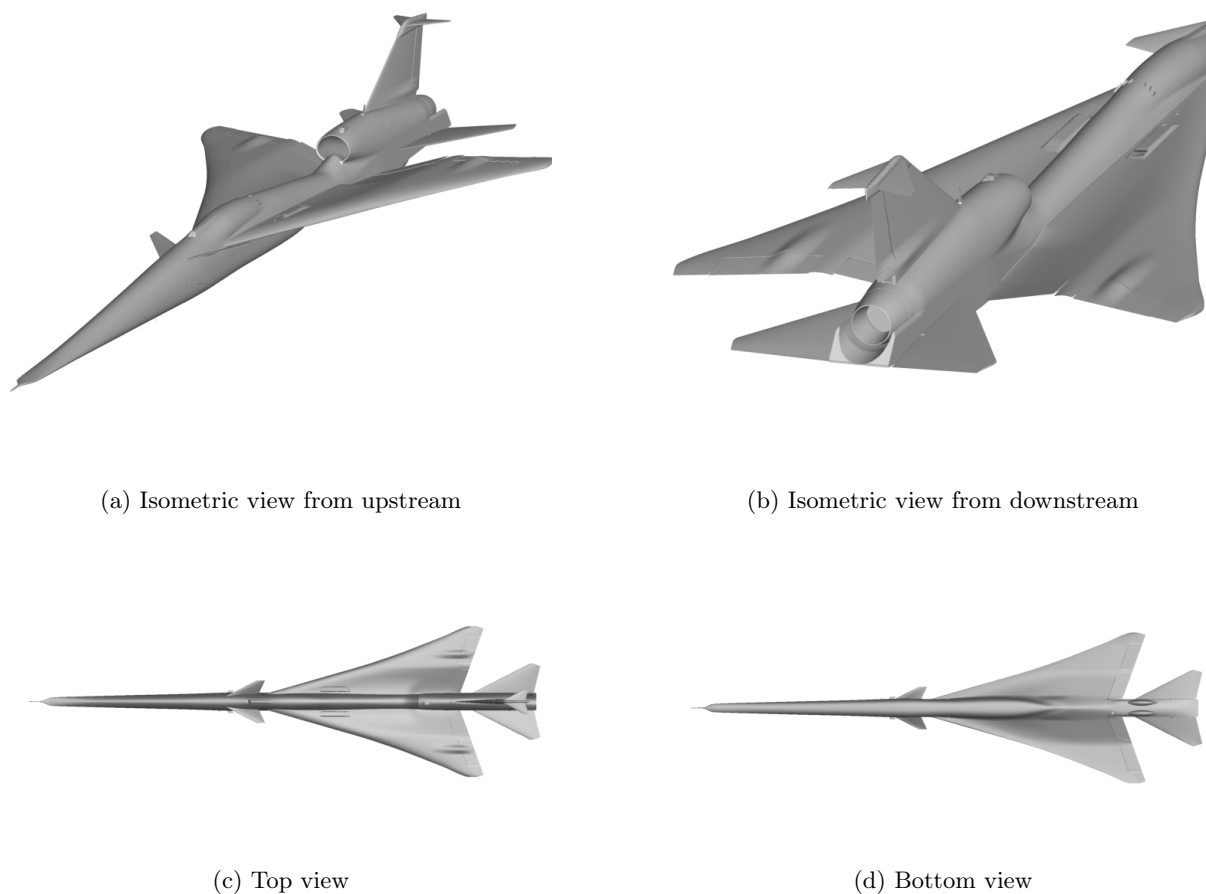 (a) Isometric view from upstream
(b) Isometric view from downstream
(c) Top view
(d) Bottom view